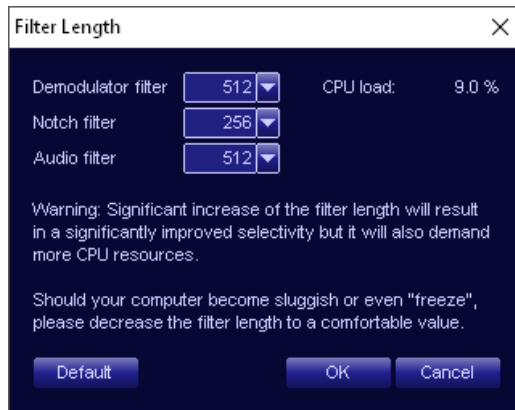 Filter Length
Demodulator filter 512 CPU load: 9.0 %
Notch filter 256
Audio filter 512
Warning: Significant increase of the filter length will result
in a significantly improved selectivity but it will also demand
more CPU resources.
Should your computer become sluggish or even "freeze",
please decrease the filter length to a comfortable value.
Default OK Cancel